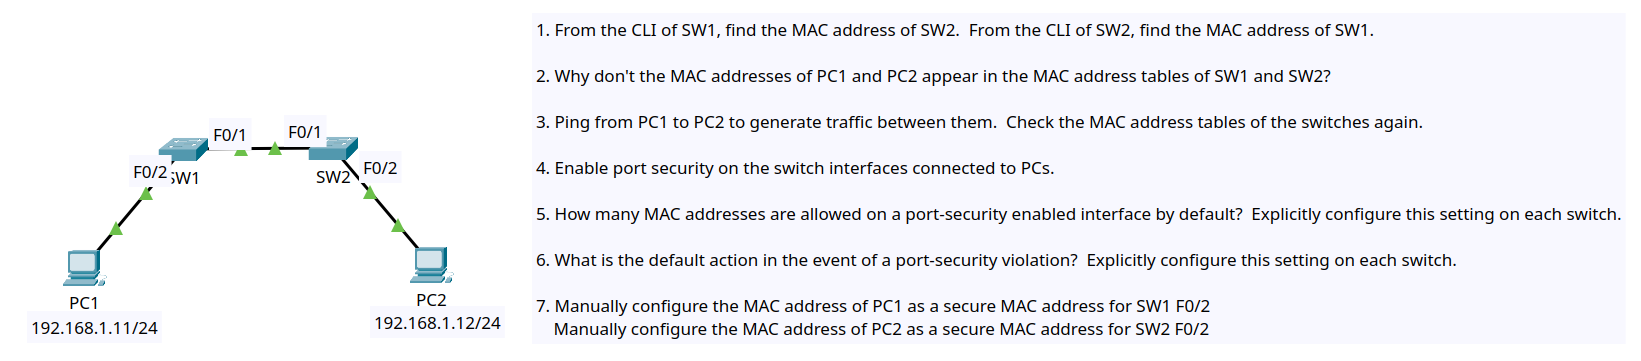 F0/1
F0/1
F0/2
SW1
SW2
F0/2
PC1
192.168.1.11/24
PC2
192.168.1.12/24
1. From the CLI of SW1, find the MAC address of SW2.  From the CLI of SW2, find the MAC address of SW1.
2. Why don't the MAC addresses of PC1 and PC2 appear in the MAC address tables of SW1 and SW2?
3. Ping from PC1 to PC2 to generate traffic between them.  Check the MAC address tables of the switches again.
4. Enable port security on the switch interfaces connected to PCs.
5. How many MAC addresses are allowed on a port-security enabled interface by default?  Explicitly configure this setting on each switch.
6. What is the default action in the event of a port-security violation?  Explicitly configure this setting on each switch.
7. Manually configure the MAC address of PC1 as a secure MAC address for SW1 F0/2
Manually configure the MAC address of PC2 as a secure MAC address for SW2 F0/2